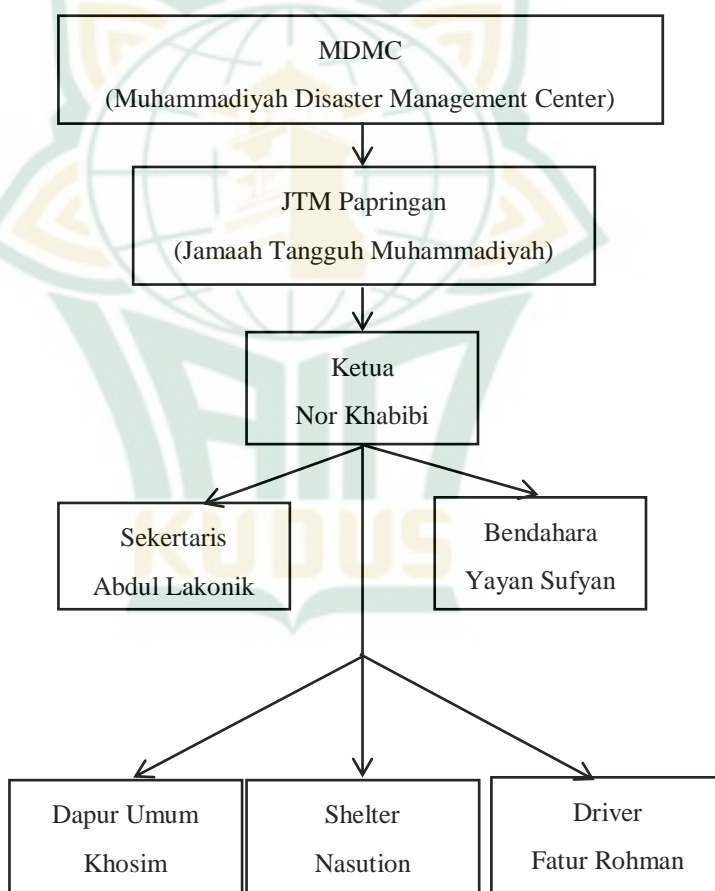 MDMC
(Muhammadiyah Disaster Management Center)
JTM Papringan
(Jamaah Tangguh Muhammadiyah)
Ketua
Nor Khabibi
Sekertaris
Abdul Lakonik
Bendahara
Yayan Sufyan
KUDUS
Dapur Umum
Khosim
Shelter
Nasution
Driver
Fatur Rohman